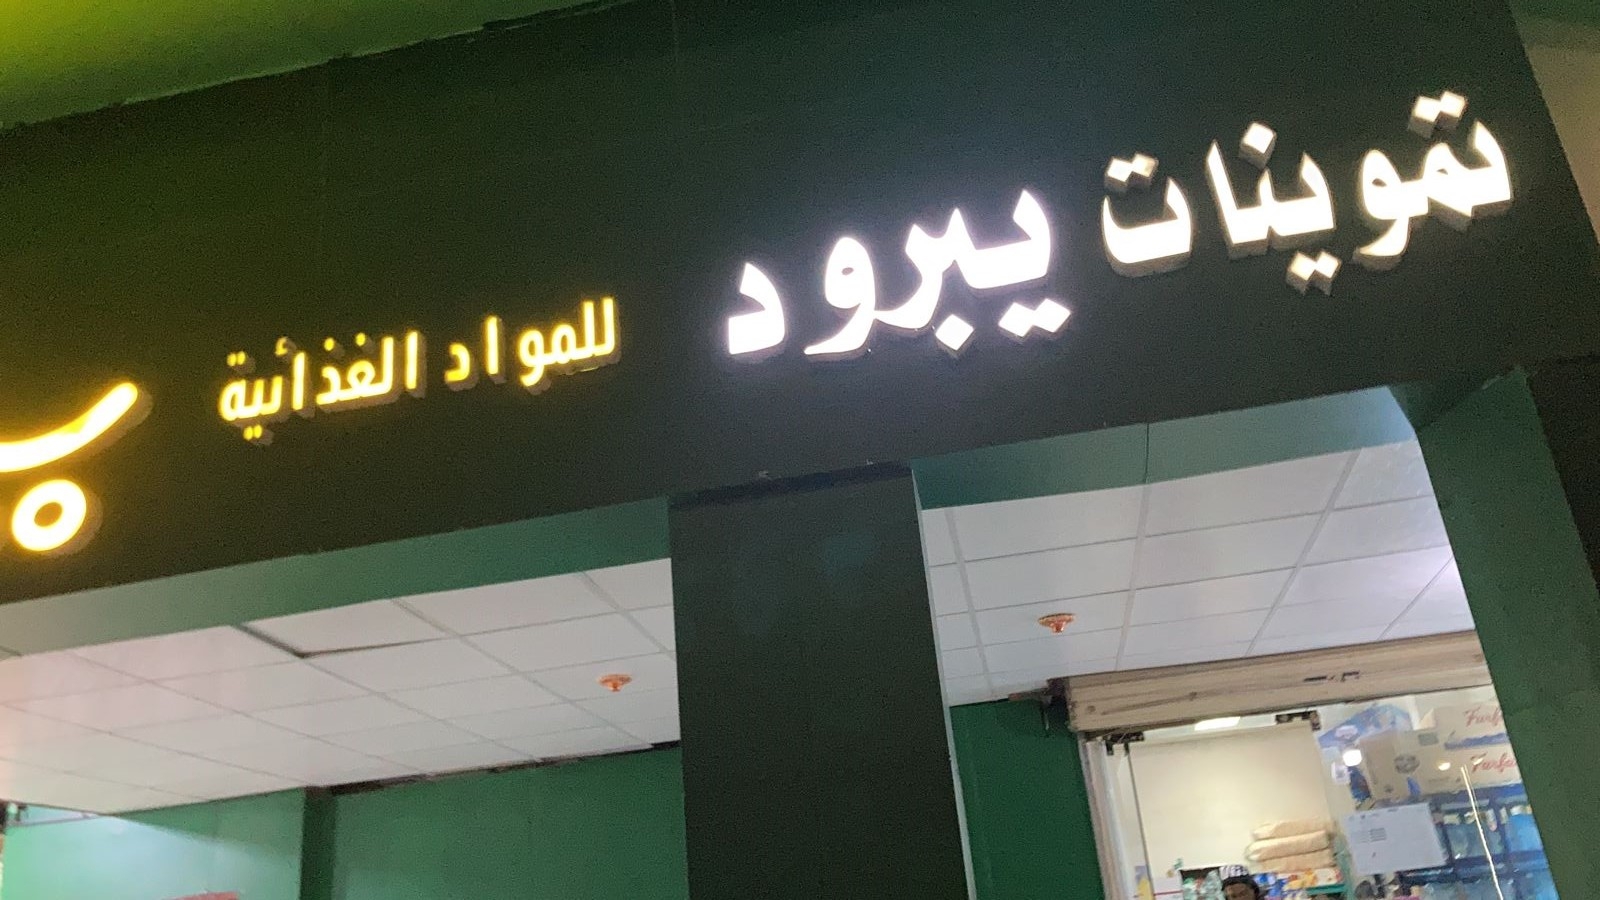 تموينات يبرود
للمواد الغذائية